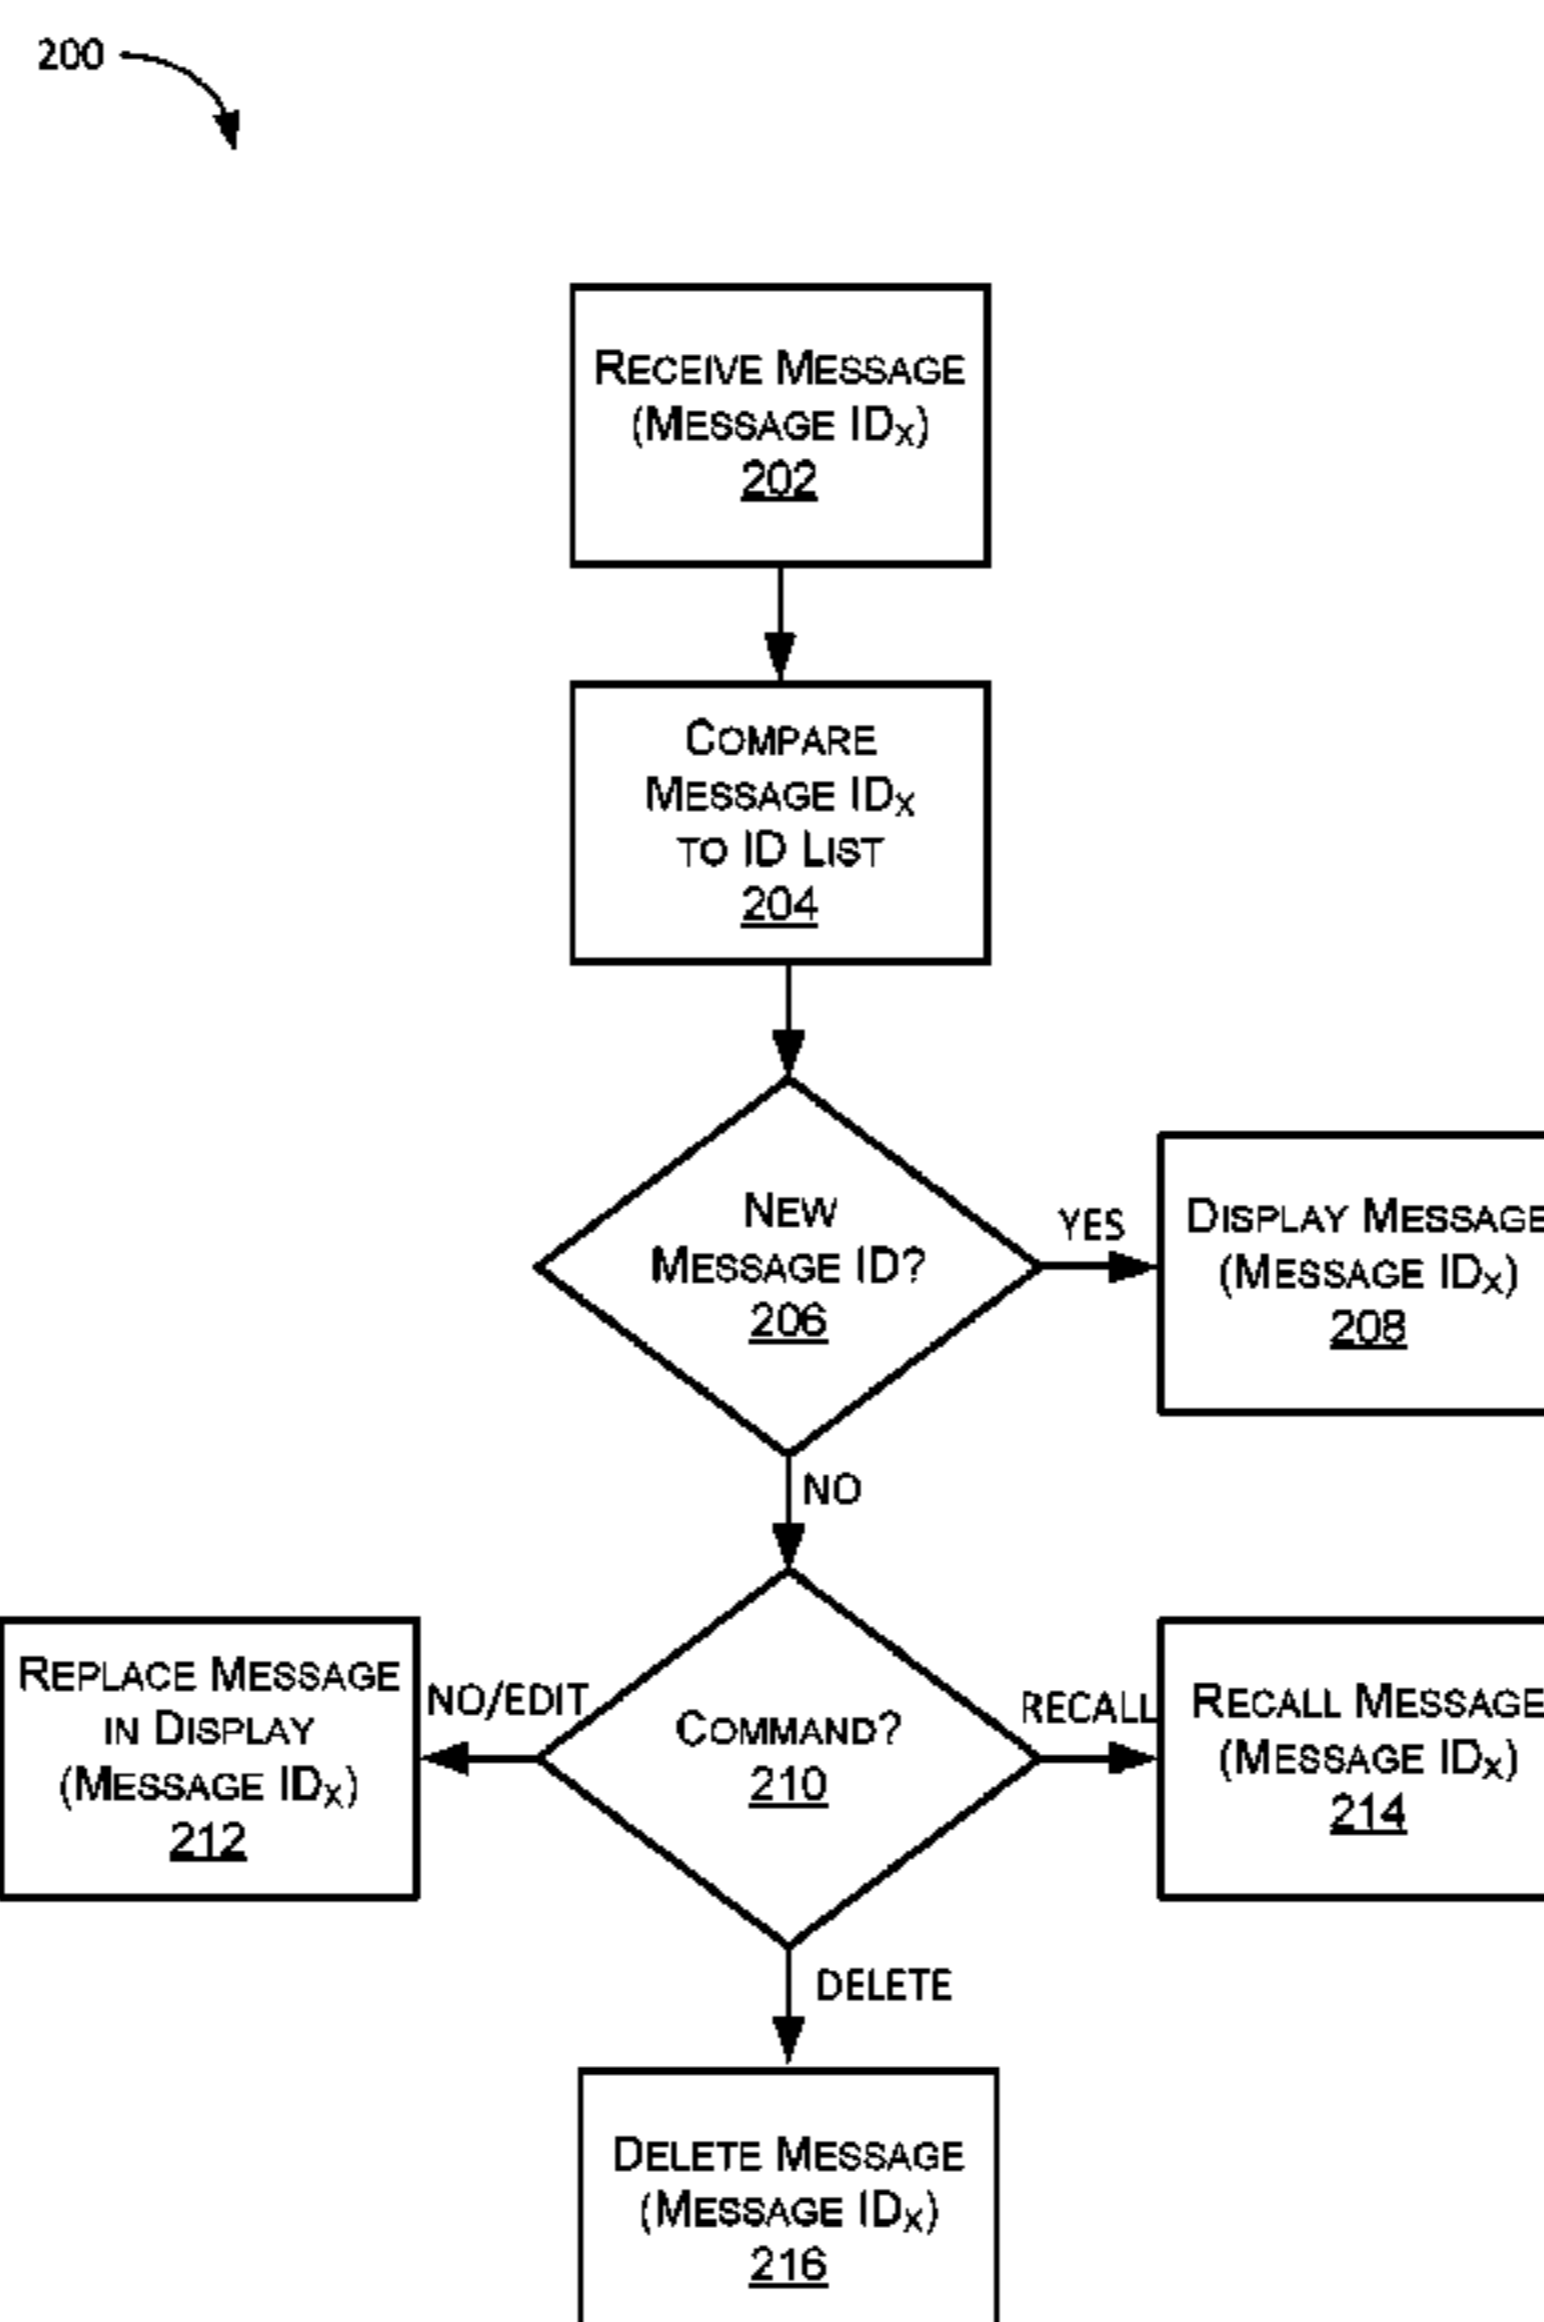 200
RECEIVE MESSAGE
(MESSAGE IDX)
202
COMPARE
MESSAGE IDX
TO ID LIST
204
NEW
MESSAGE ID?
206
YES
DISPLAY MESSAGE
(MESSAGE IDX)
208
NO
REPLACE MESSAGE
IN DISPLAY
(MESSAGE IDX)
212
NO/EDIT
COMMAND?
210
RECALL
RECALL MESSAGE
(MESSAGE IDX)
214
DELETE
DELETE MESSAGE
(MESSAGE IDX)
216